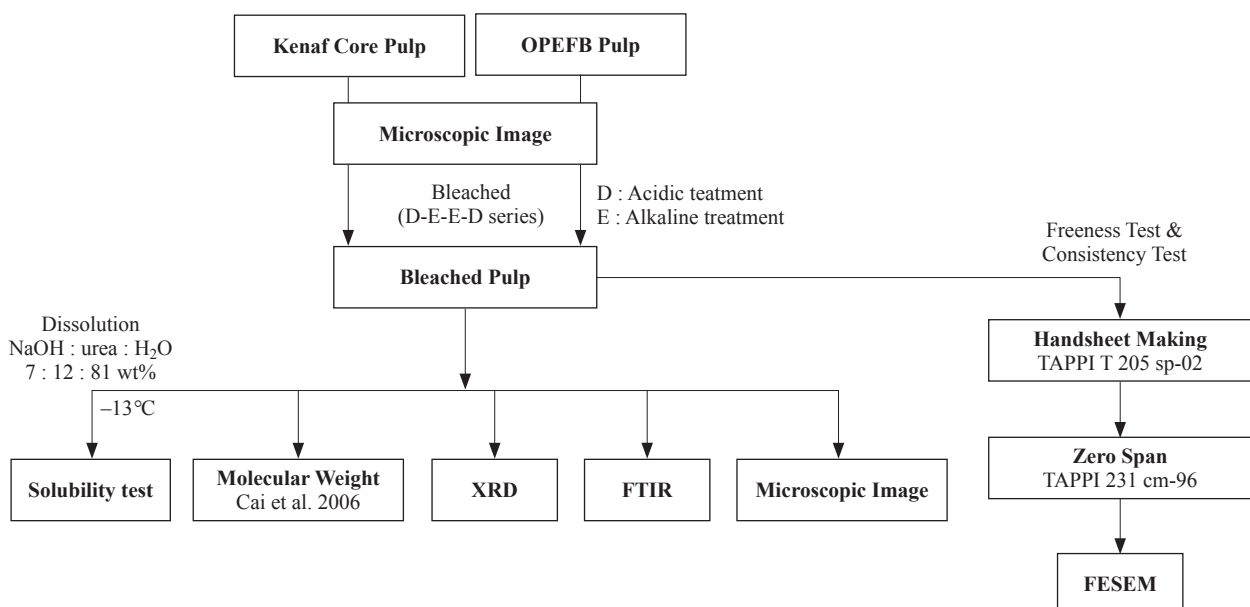 Kenaf Core Pulp
OPEFB Pulp
Microscopic Image
Bleached
(D-E-E-D series)
D : Acidic teatment
E : Alkaline treatment
Freeness Test &
Consistency Test
Bleached Pulp
Dissolution
NaOH : urea : H₂O
7 : 12 : 81 wt%
–13℃
Handsheet Making
TAPPI T 205 sp-02
Solubility test
Molecular Weight
Cai et al. 2006
XRD
FTIR
Microscopic Image
Zero Span
TAPPI 231 cm-96
FESEM